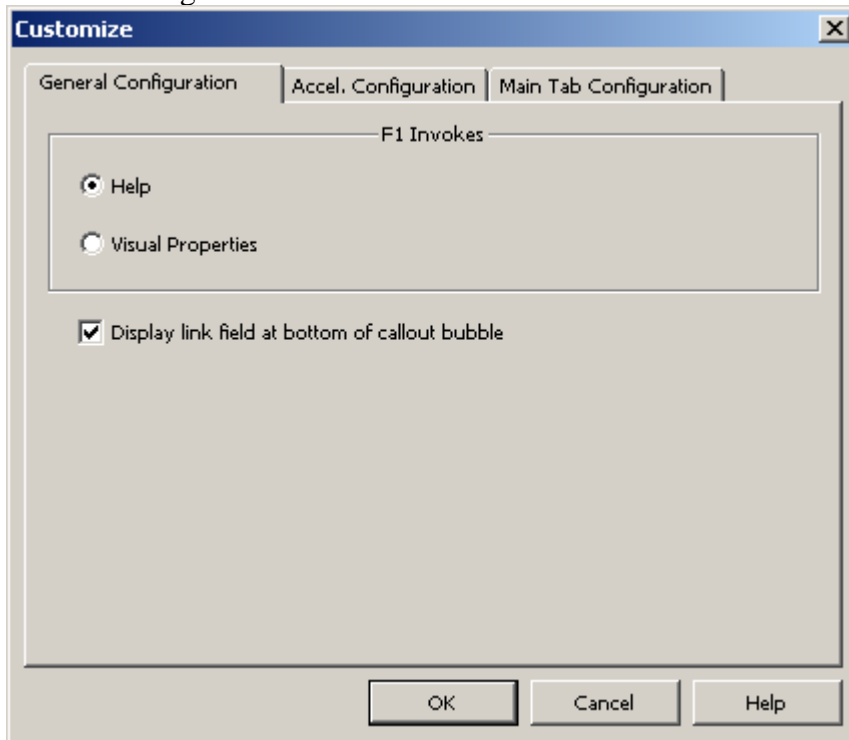 Customize
General Configuration Accel. Configuration Main Tab Configuration
F1 Invokes
Help
Visual Properties
Display link field at bottom of callout bubble
OK Cancel Help